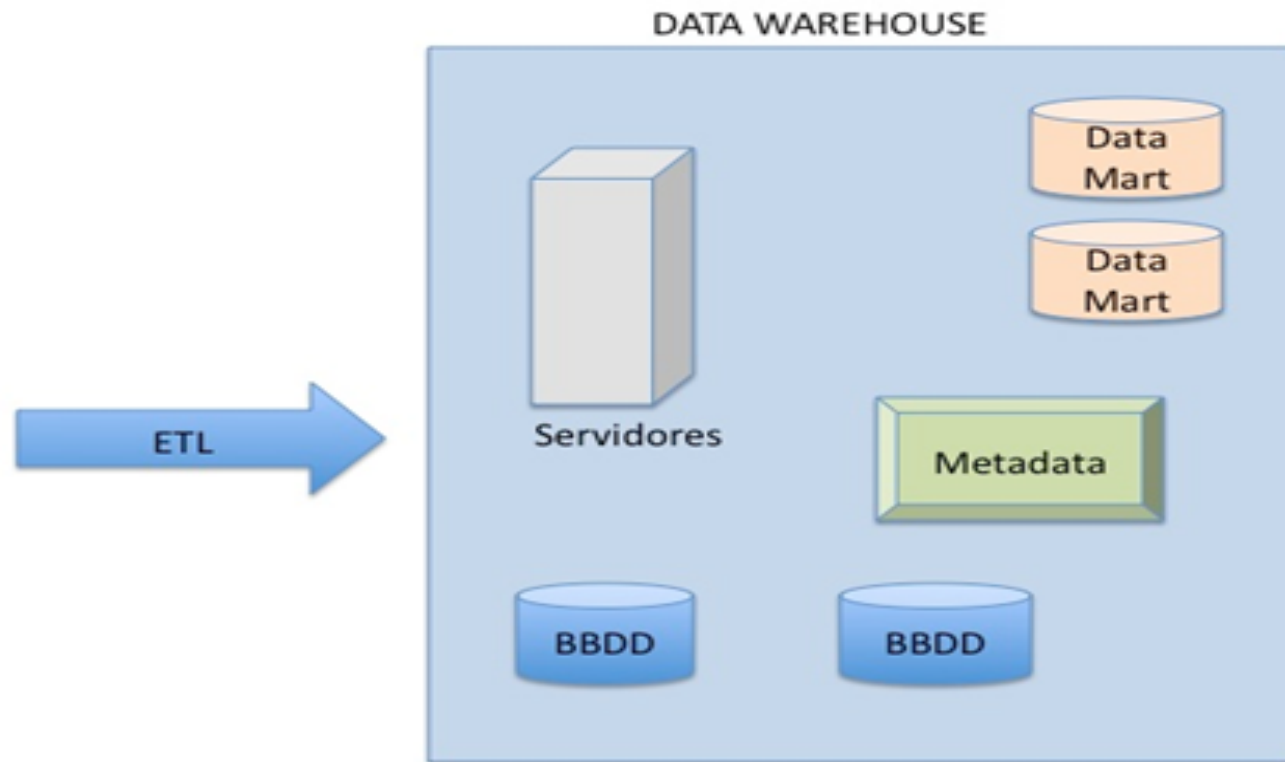 DATA WAREHOUSE
Data
Mart
Data
Mart
ETL
Servidores
Metadata
BBDD
BBDD